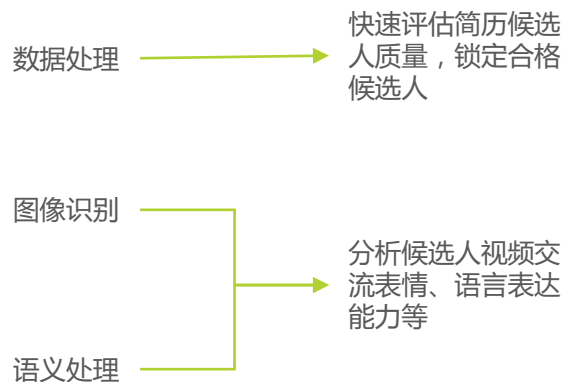 数据处理
快速评估简历候选
人质量，锁定合格
候选人
图像识别
语义处理
分析候选人视频交
流表情、语言表达
能力等